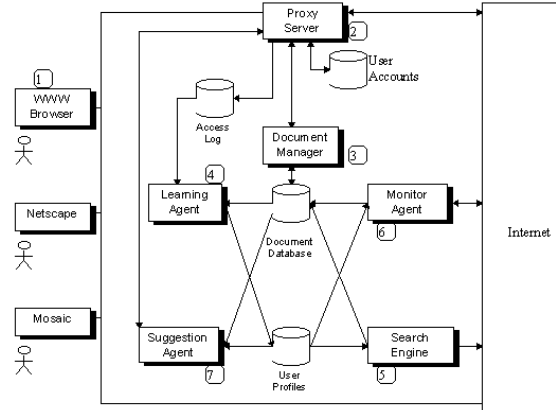 Proxy
Server
2
User
Accounts
1
WWW
Browser
Access
Log
Document
Manager
3
4
Learning
Agent
Netscape
Document
Database
Monitor
Agent
6
Internet
Mosaic
Suggestion
Agent
7
User
Profiles
Search
Engine
5